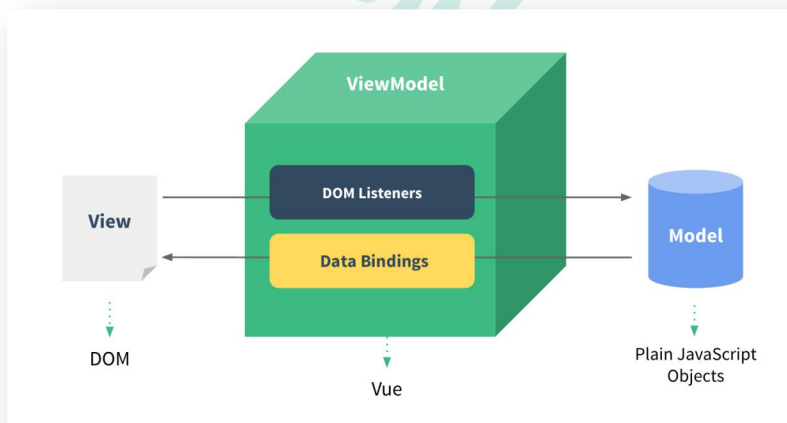 ViewModel
DOM Listeners
View
Model
Data Bindings
DOM
Vue
Plain JavaScript
Objects